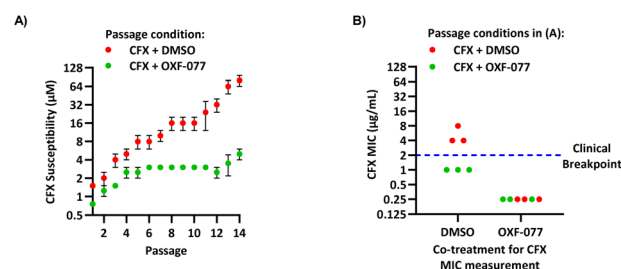 A)
Passage condition:
CFX + DMSO
CFX + OXF-077
CFX Susceptibility (μM)
128
64
32
16
8
4
2
1
0.5
2
4
6
8
10
12
14
Passage
B)
Passage conditions in (A):
CFX + DMSO
CFX + OXF-077
CFX MIC (μg/mL)
128
64
32
16
8
4
2
1
0.5
0.25
0.125
Clinical
Breakpoint
DMSO
OXF-077
Co-treatment for CFX
MIC measurement